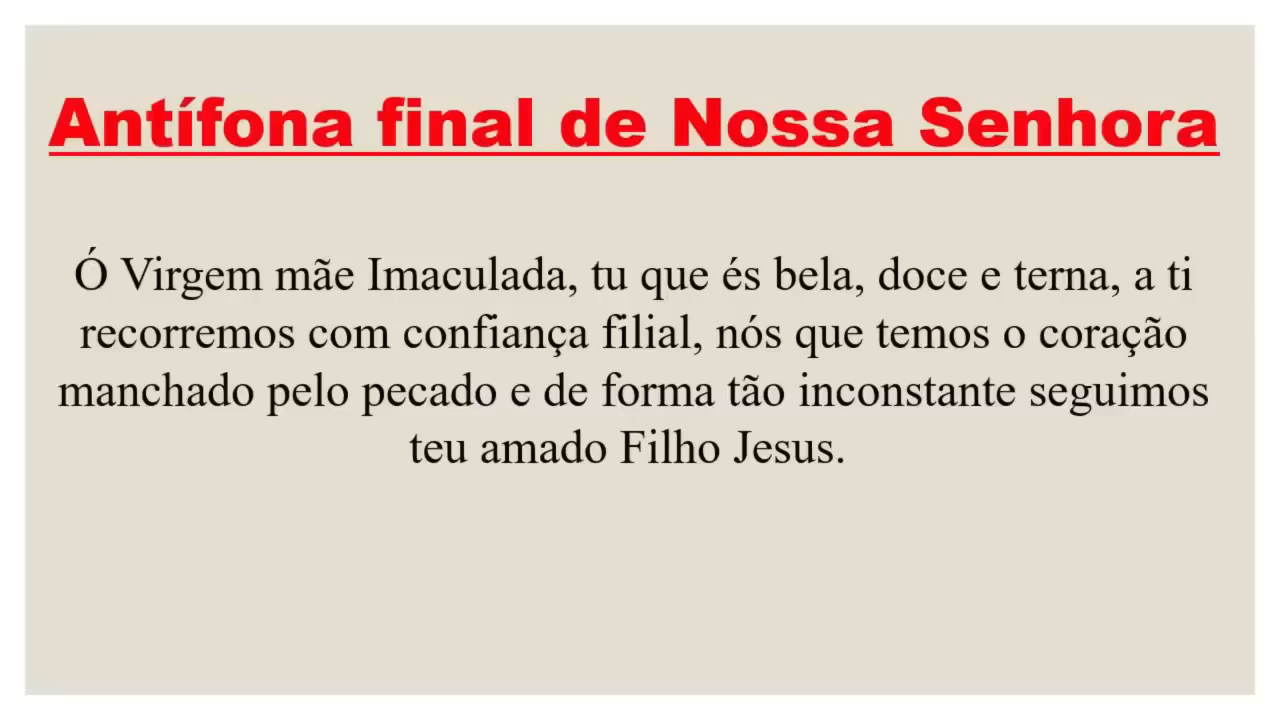 Antífona final de Nossa Senhora
Ó Virgem mãe Imaculada, tu que és bela, doce e terna, a ti
recorremos com confiança filial, nós que temos o coração
manchado pelo pecado e de forma tão inconstante seguimos
teu amado Filho Jesus.